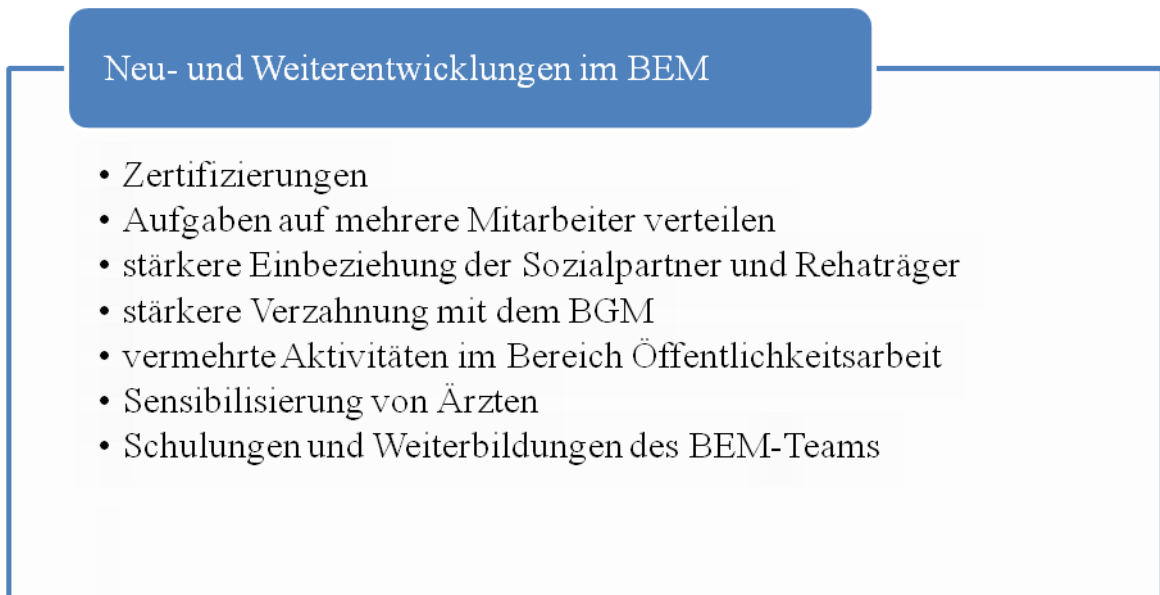 Neu- und Weiterentwicklungen im BEM
• Zertifizierungen
• Aufgaben auf mehrere Mitarbeiter verteilen
• stärkere Einbeziehung der Sozialpartner und Rehaträger
• stärkere Verzahnung mit dem BGM
• vermehrte Aktivitäten im Bereich Öffentlichkeitsarbeit
• Sensibilisierung von Ärzten
• Schulungen und Weiterbildungen des BEM-Teams